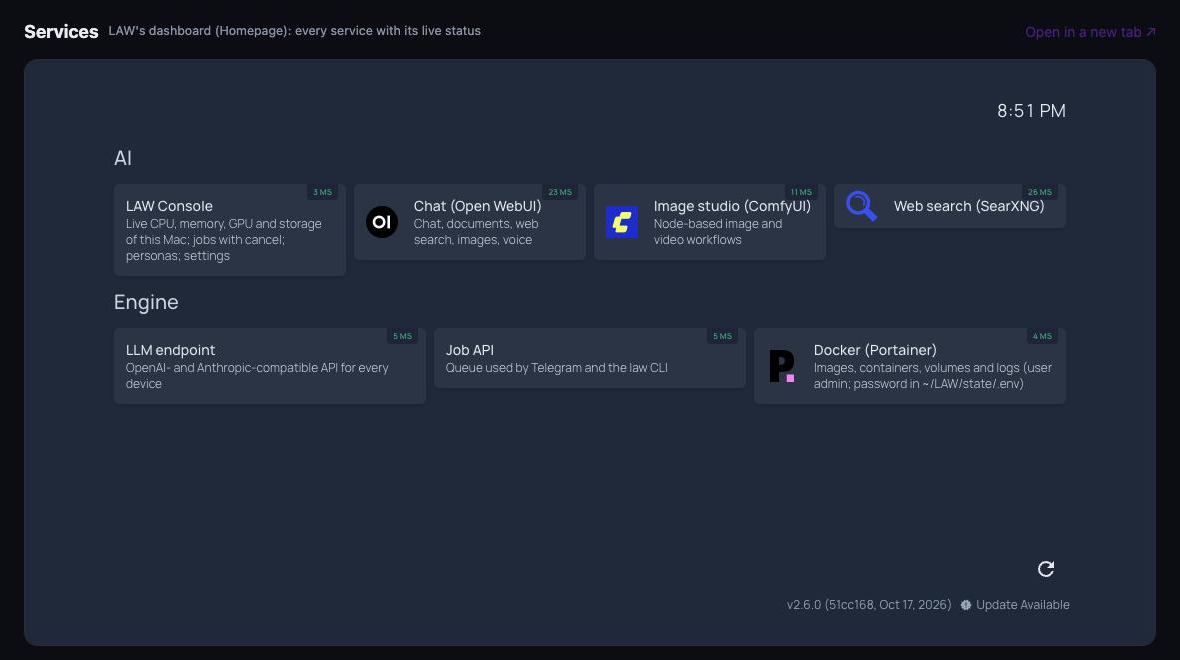 Services LAW's dashboard (Homepage): every service with its live status
Open in a new tab ↗
8:51 PM
AI
3 MS
LAW Console
Live CPU, memory, GPU and storage
of this Mac; jobs with cancel;
personas; settings
23 MS
OI
Chat (Open WebUI)
Chat, documents, web
search, images, voice
11 MS
Image studio (ComfyUI)
Node-based image and
video workflows
26 MS
Web search (SearXNG)
Engine
5 MS
LLM endpoint
OpenAI- and Anthropic-compatible API for every
device
5 MS
Job API
Queue used by Telegram and the law CLI
4 MS
P.
Docker (Portainer)
Images, containers, volumes and logs (user
admin; password in ~/LAW/state/.env)
v2.6.0 (51cc168, Oct 17, 2026) Update Available